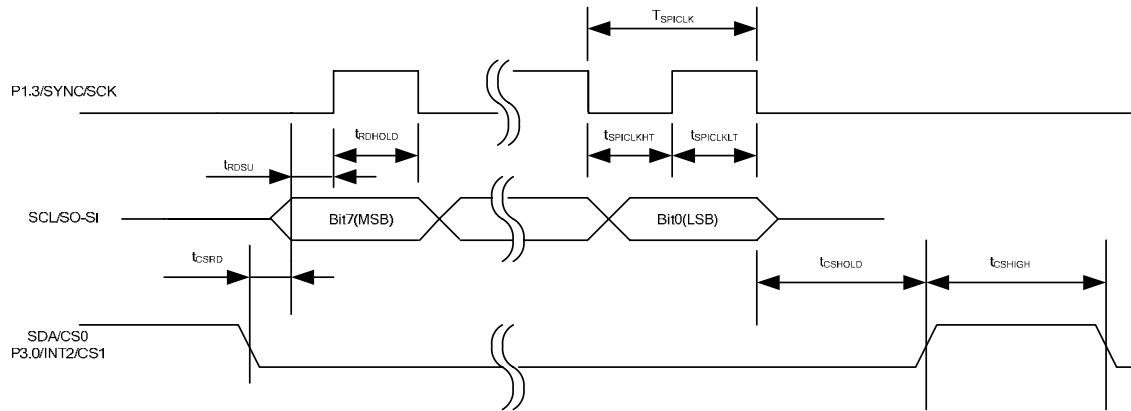 TSPICLK
P1.3/SYNC/SCK
tRDHOLD
tSPICLKHT
tSPICLKLT
tRDSU
SCL/SO-SI
Bit7(MSB)
Bit0(LSB)
tCSRD
tCSHOLD
tCSHIGH
SDA/CS0
P3.0/INT2/CS1